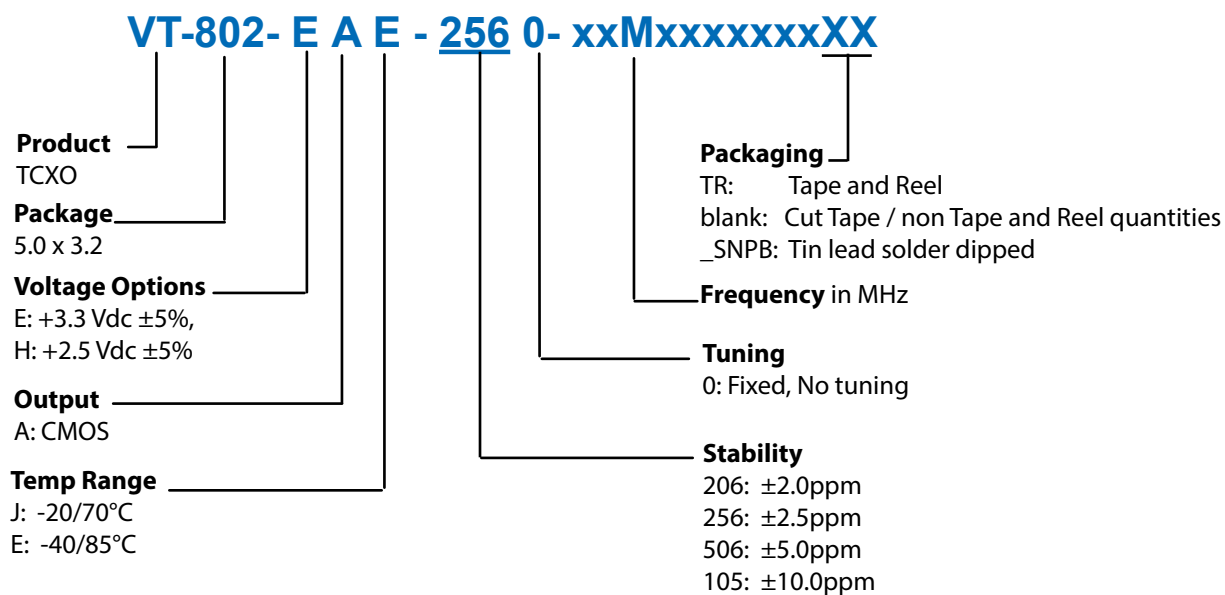 VT-802- E A E - 256 0- xxMxxxxxxxXX
Product
TCXO
Package
5.0 x 3.2
Voltage Options
E: +3.3 Vdc ±5%,
H: +2.5 Vdc ±5%
Output
A: CMOS
Temp Range
J: -20/70°C
E: -40/85°C
Packaging
TR: Tape and Reel
blank: Cut Tape / non Tape and Reel quantities
_SNPB: Tin lead solder dipped
Frequency in MHz
Tuning
0: Fixed, No tuning
Stability
206: ±2.0ppm
256: ±2.5ppm
506: ±5.0ppm
105: ±10.0ppm